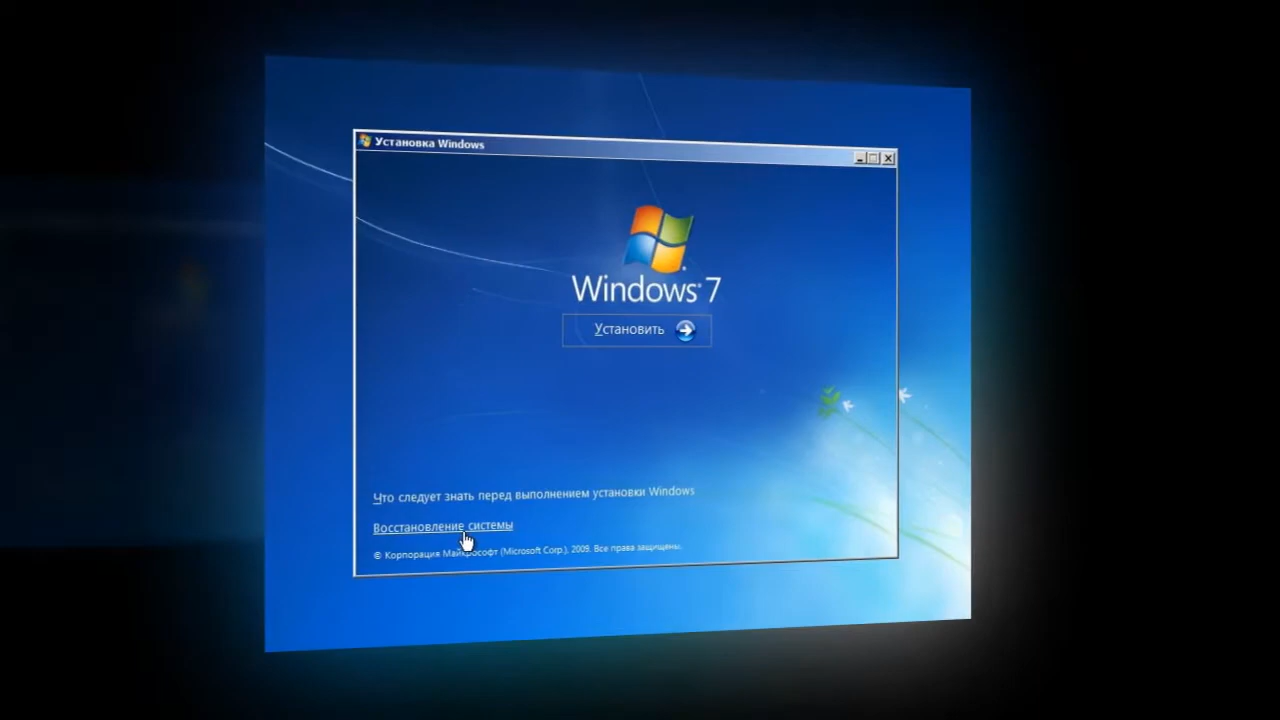 Установка Windows
Windows 7
Установить
Что следует знать перед выполнением установки Windows
Восстановление системы
© Корпорация Майкрософт (Microsoft Corp.), 2009. Все права защищены.